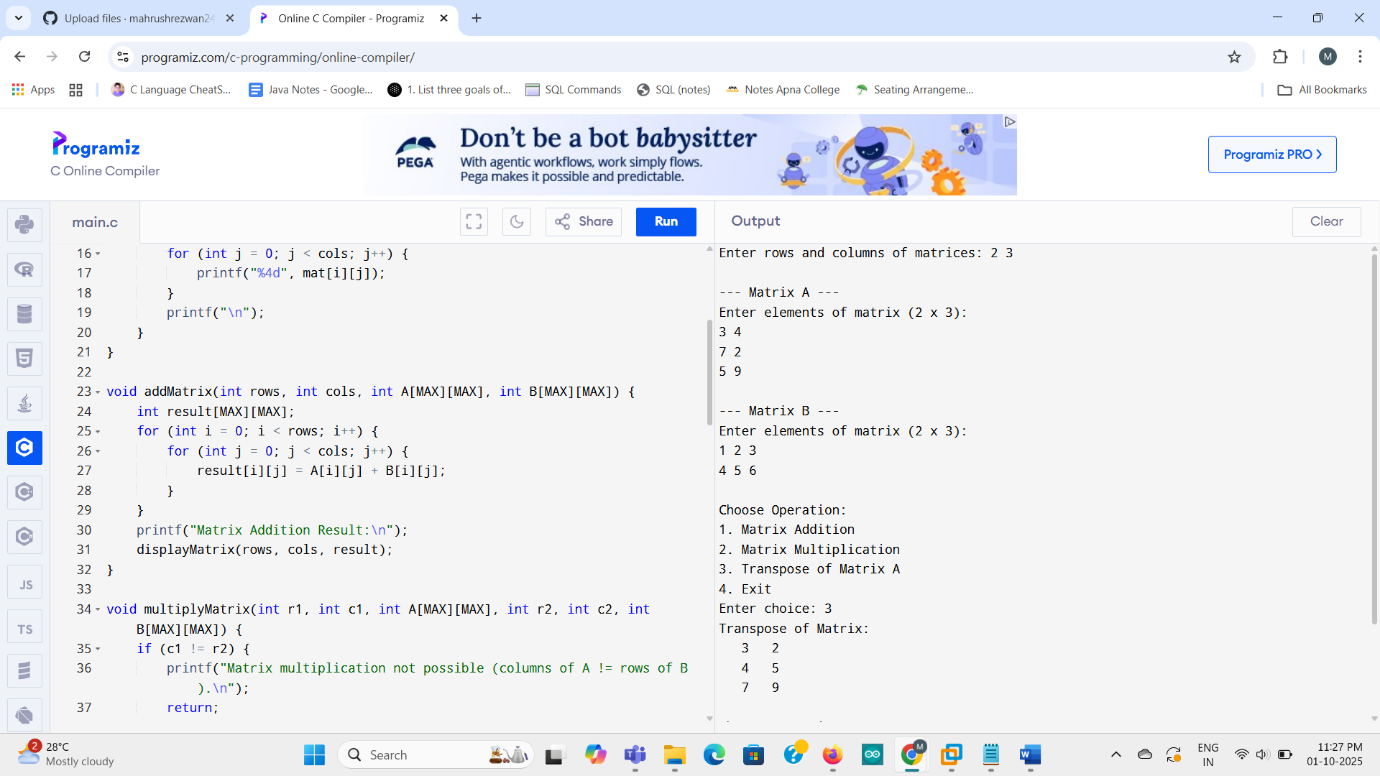 Upload files · mahrushrezwan24
Online C Compiler - Programiz
programiz.com/c-programming/online-compiler/
M
Apps
C Language CheatS...
Java Notes - Google...
1. List three goals of...
SQL Commands
SQL (notes)
Notes Apna College
Seating Arrangeme...
All Bookmarks
Programiz
C Online Compiler
PEGA
Don't be a bot babysitter
With agentic workflows, work simply flows.
Pega makes it possible and predictable.
Programiz PRO >
main.c
Share
Run
Output
Clear
16 for (int j = 0; j < cols; j++) {
17 printf("%4d", mat[i][j]);
18 }
19 printf("\n");
20 }
21 }
22
23 void addMatrix(int rows, int cols, int A[MAX][MAX], int B[MAX][MAX]) {
24 int result[MAX][MAX];
25 for (int i = 0; i < rows; i++) {
26 for (int j = 0; j < cols; j++) {
27 result[i][j] = A[i][j] + B[i][j];
28 }
29 }
30 printf("Matrix Addition Result:\n");
31 displayMatrix(rows, cols, result);
32 }
33
34 void multiplyMatrix(int r1, int c1, int A[MAX][MAX], int r2, int c2, int
B[MAX][MAX]) {
35 if (c1 != r2) {
36 printf("Matrix multiplication not possible (columns of A != rows of B
).\n");
37 return;
Enter rows and columns of matrices: 2 3
--- Matrix A ---
Enter elements of matrix (2 x 3):
3 4
7 2
5 9
--- Matrix B ---
Enter elements of matrix (2 x 3):
1 2 3
4 5 6
Choose Operation:
1. Matrix Addition
2. Matrix Multiplication
3. Transpose of Matrix A
4. Exit
Enter choice: 3
Transpose of Matrix:
3 2
4 5
7 9
JS
TS
2
28°C
Mostly cloudy
Search
M
ENG
IN
11:27 PM
01-10-2025